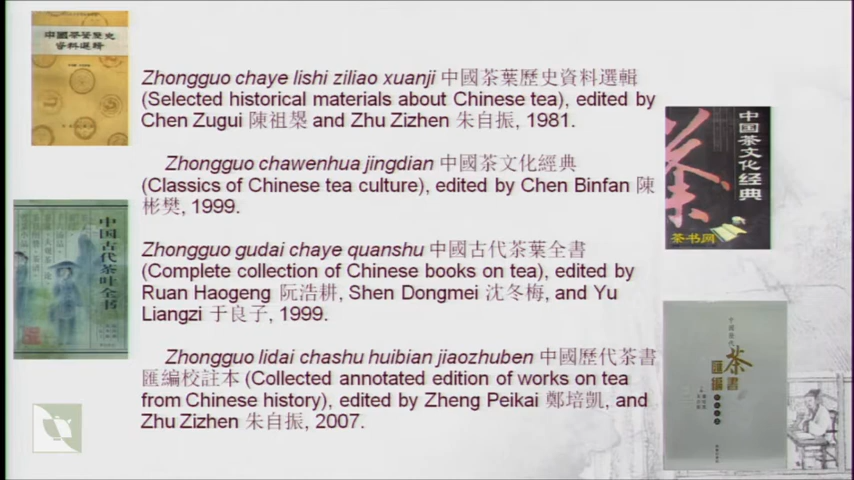 中國茶葉歷史
資料選輯
Zhongguo chaye lishi ziliao xuanji 中國茶葉歷史資料選輯
(Selected historical materials about Chinese tea), edited by
Chen Zugui 陳祖槼 and Zhu Zizhen 朱自振, 1981.
Zhongguo chawenhua jingdian 中國茶文化經典
(Classics of Chinese tea culture), edited by Chen Binfan 陳
彬樊, 1999.
茶
中国茶文化经典
茶书网
中国古代茶叶全书
Zhongguo gudai chaye quanshu 中國古代茶葉全書
(Complete collection of Chinese books on tea), edited by
Ruan Haogeng 阮浩耕, Shen Dongmei 沈冬梅, and Yu
Liangzi 于良子, 1999.
Zhongguo lidai chashu huibian jiaozhuben 中國歷代茶書
匯編校註本 (Collected annotated edition of works on tea
from Chinese history), edited by Zheng Peikai 鄭培凱, and
Zhu Zizhen 朱自振, 2007.
中國歷代
茶書
匯編